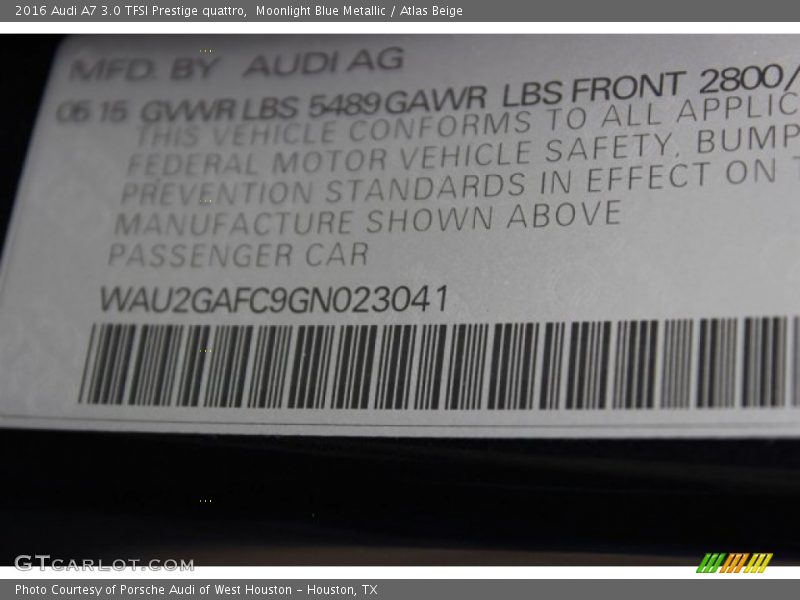 2016 Audi A7 3.0 TFSI Prestige quattro,  Moonlight Blue Metallic / Atlas Beige
MFD. BY AUDI AG
06 15 GVWR LBS 5489 GAWR LBS FRONT 2800/
THIS VEHICLE CONFORMS TO ALL APPLIC
FEDERAL MOTOR VEHICLE SAFETY, BUMP
PREVENTION STANDARDS IN EFFECT ON T
MANUFACTURE SHOWN ABOVE
PASSENGER CAR
WAU2GAFC9GN023041
GTCARLOT.COM
Photo Courtesy of Porsche Audi of West Houston - Houston, TX